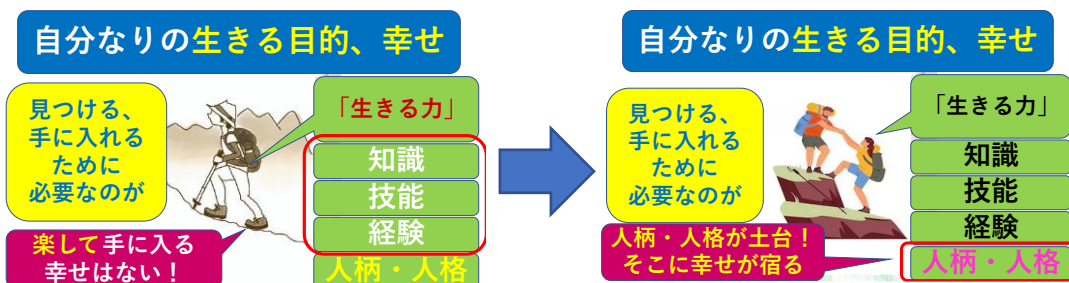 自分なりの生きる目的、幸せ
見つける、
手に入れる
ために
必要なのが
「生きる力」
知識
技能
経験
人柄・人格
楽して手に入る
幸せはない！
自分なりの生きる目的、幸せ
見つける、
手に入れる
ために
必要なのが
「生きる力」
知識
技能
経験
人柄・人格
人柄・人格が土台！
そこに幸せが宿る